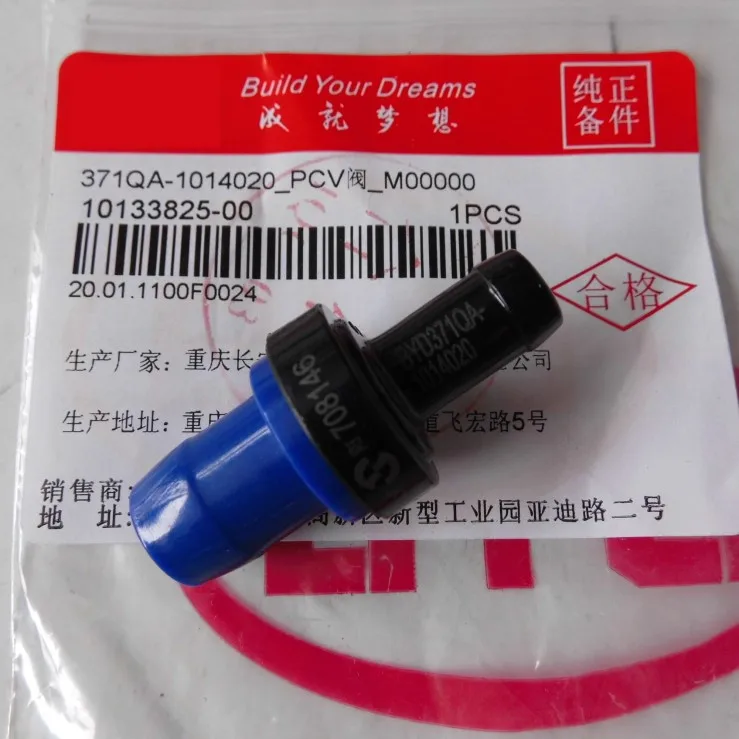 Build Your Dreams
成就梦想
纯正
备件
371QA-1014020_PCV阀_M00000
10133825-00 1PCS
20.01.1100F0024
合格
生产厂家：重庆长 公司
生产地址：重庆 道飞宏路5号
销售商：
地 址： 高新区新型工业园亚迪路二号
BYD371QA-
1014020
708146